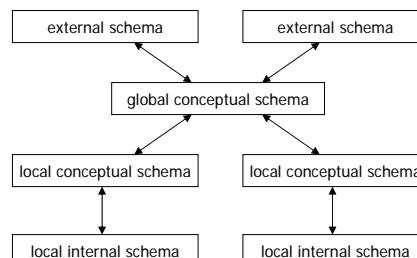 external schema
external schema
global conceptual schema
local conceptual schema
local conceptual schema
local internal schema
local internal schema